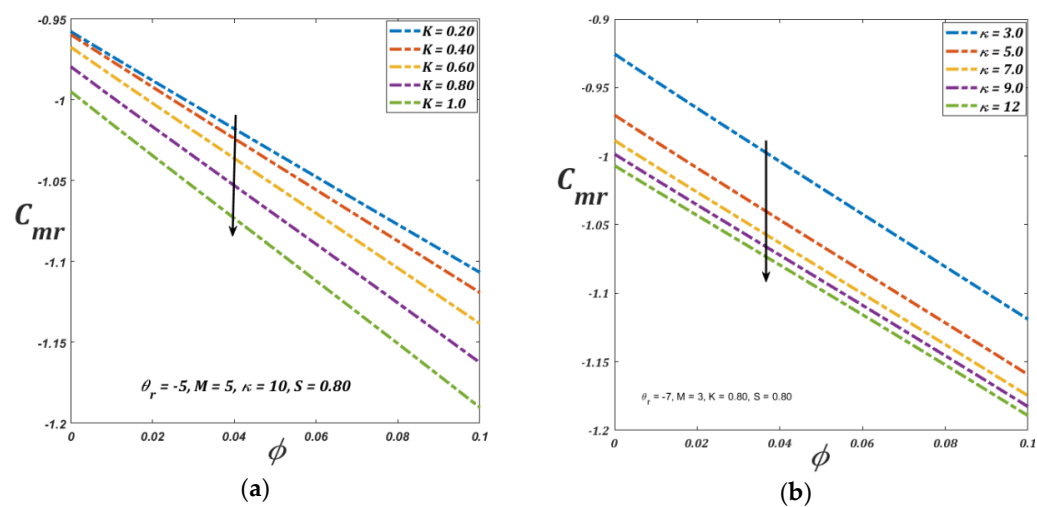 -0.95
-1
-1.05
-1.1
-1.15
-1.2
C_mr
K = 0.20
K = 0.40
K = 0.60
K = 0.80
K = 1.0
θ_r = -5, M = 5, κ = 10, S = 0.80
0 0.02 0.04 0.06 0.08 0.1
ϕ
(a)
-0.9
-0.95
-1
-1.05
-1.1
-1.15
-1.2
C_mr
κ = 3.0
κ = 5.0
κ = 7.0
κ = 9.0
κ = 12
θ_r = -7, M = 3, K = 0.80, S = 0.80
0 0.02 0.04 0.06 0.08 0.1
ϕ
(b)